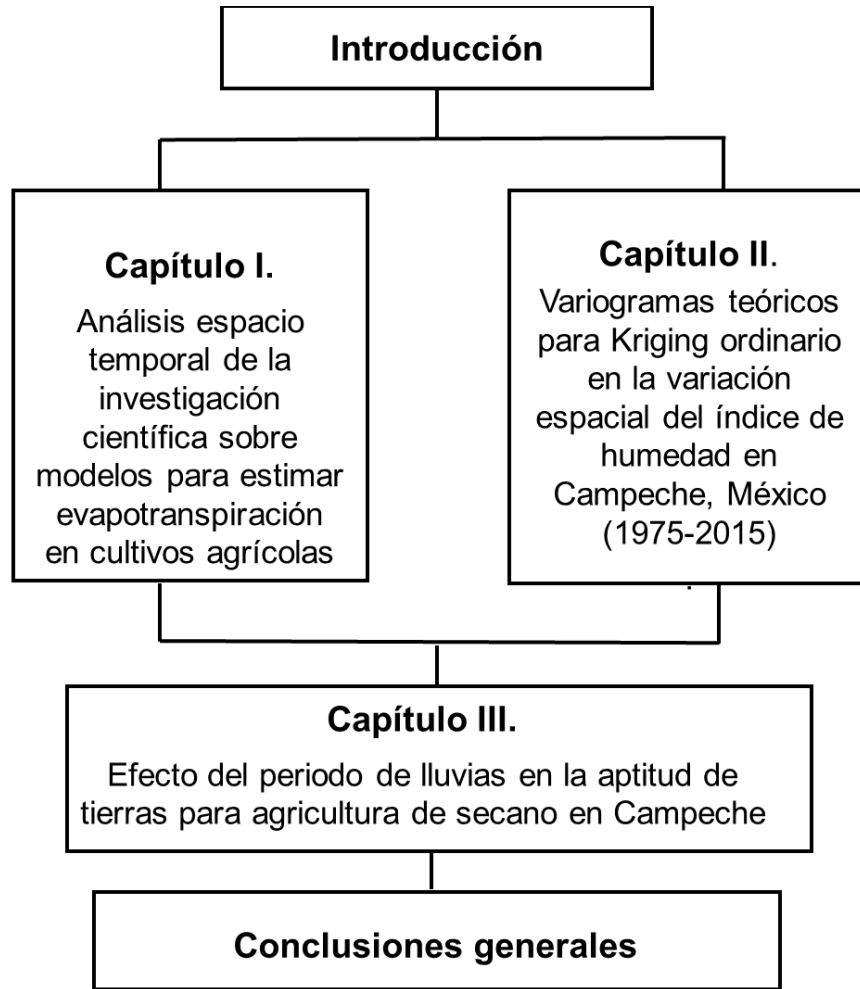 Introducción
Capítulo I.
Análisis espacio
temporal de la
investigación
científica sobre
modelos para estimar
evapotranspiración
en cultivos agrícolas
Capítulo II.
Variogramas teóricos
para Kriging ordinario
en la variación
espacial del índice de
humedad en
Campeche, México
(1975-2015)
.
Capítulo III.
Efecto del periodo de lluvias en la aptitud de
tierras para agricultura de secano en Campeche
Conclusiones generales